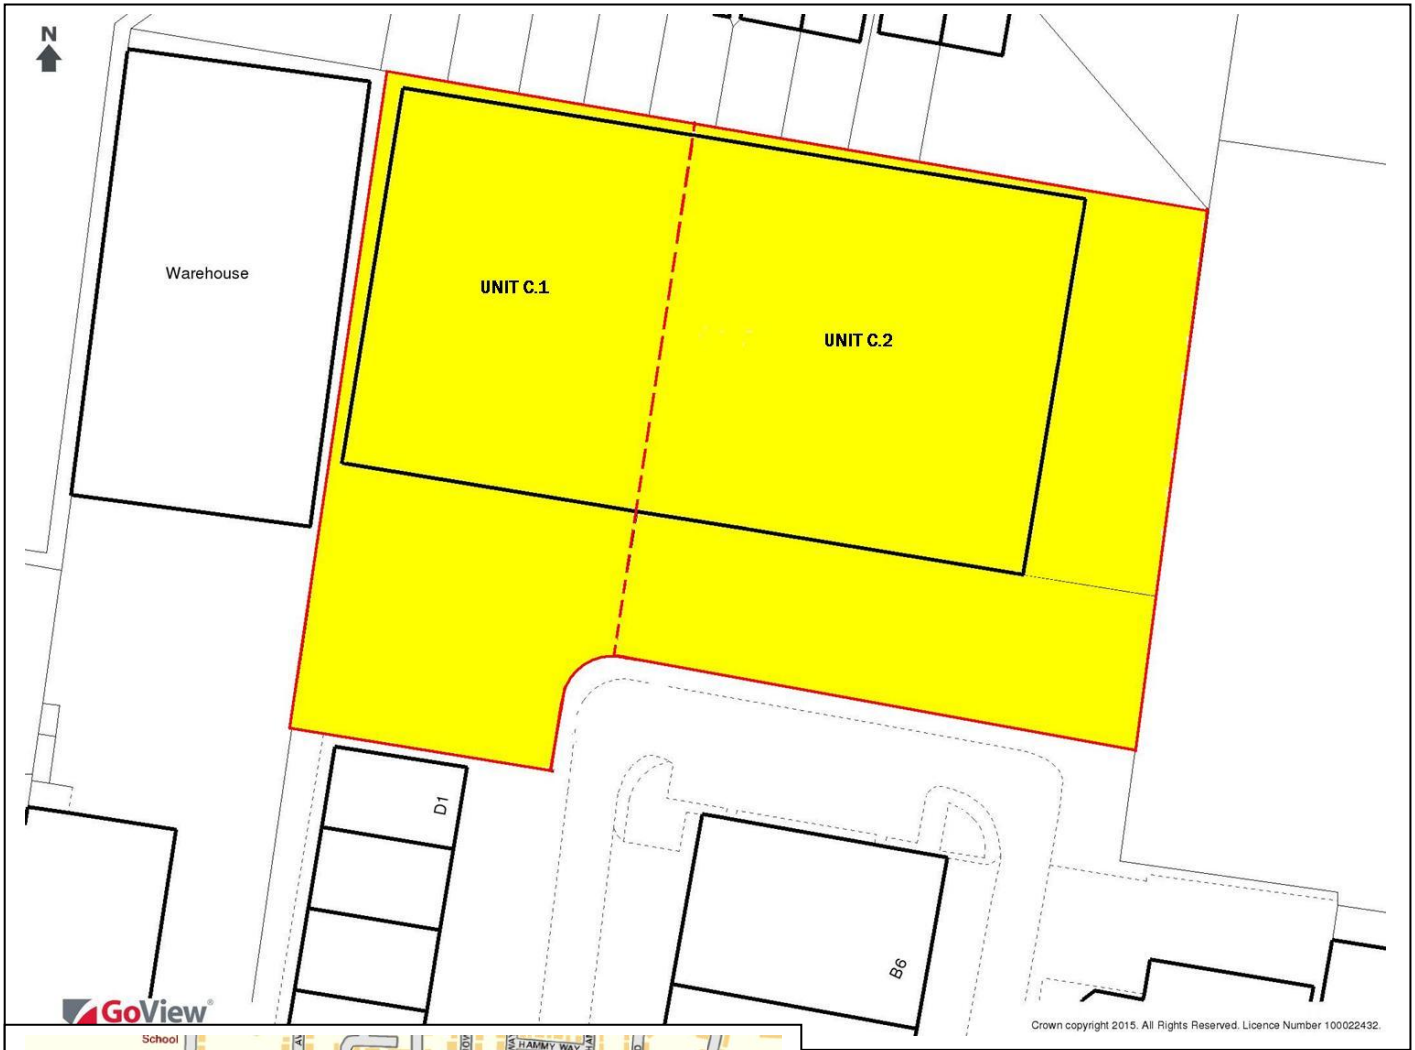 N
Warehouse
UNIT C.1
UNIT C.2
D1
B6
GoView®
Crown copyright 2015. All Rights Reserved. Licence Number 100022432.
School
HAMMY WAY